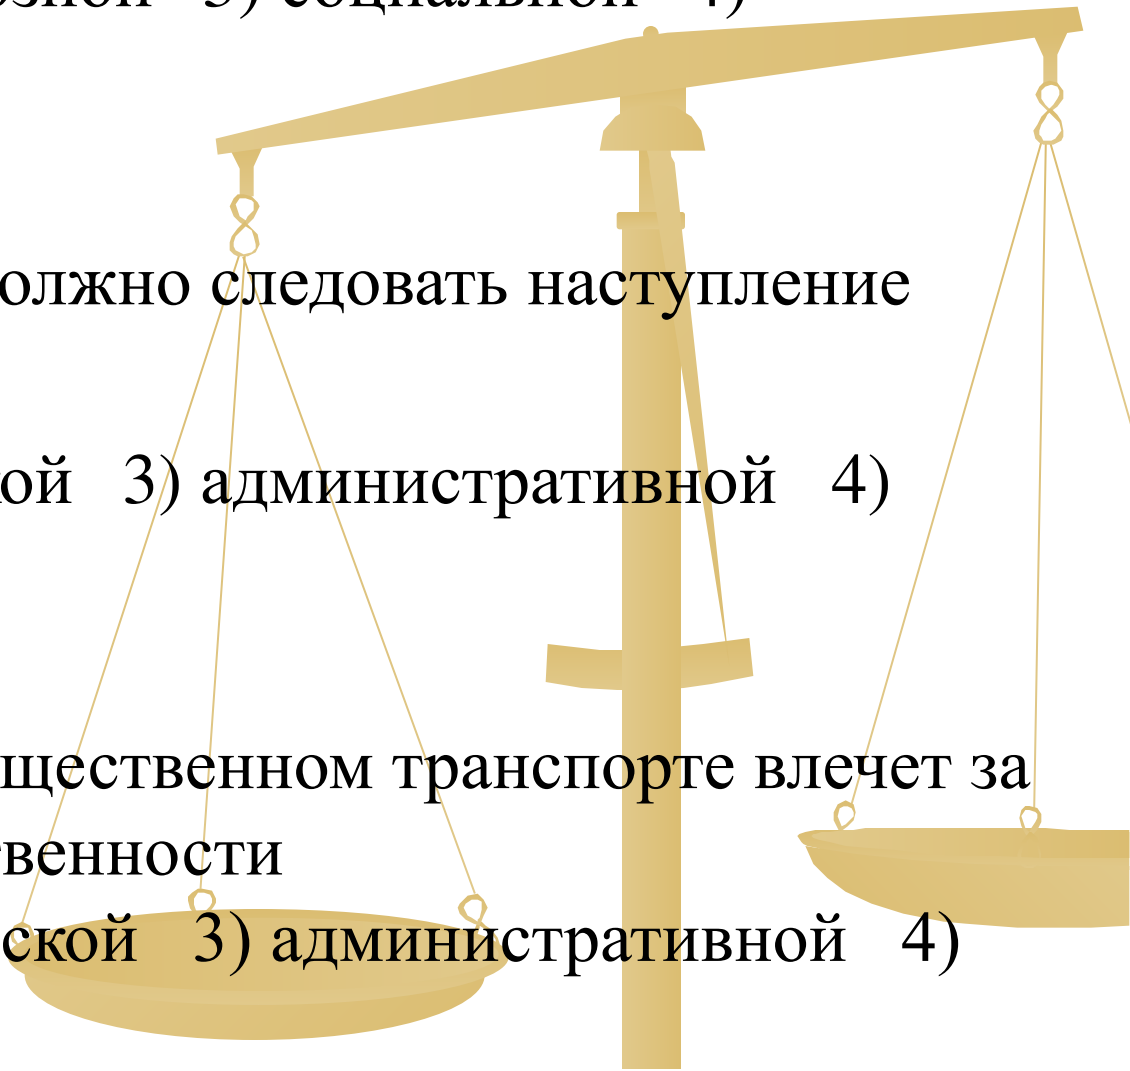 3) социальной 4)
олжно следовать наступление
ой 3) административной 4)
щественном транспорте влечет за
венности
ской 3) административной 4)